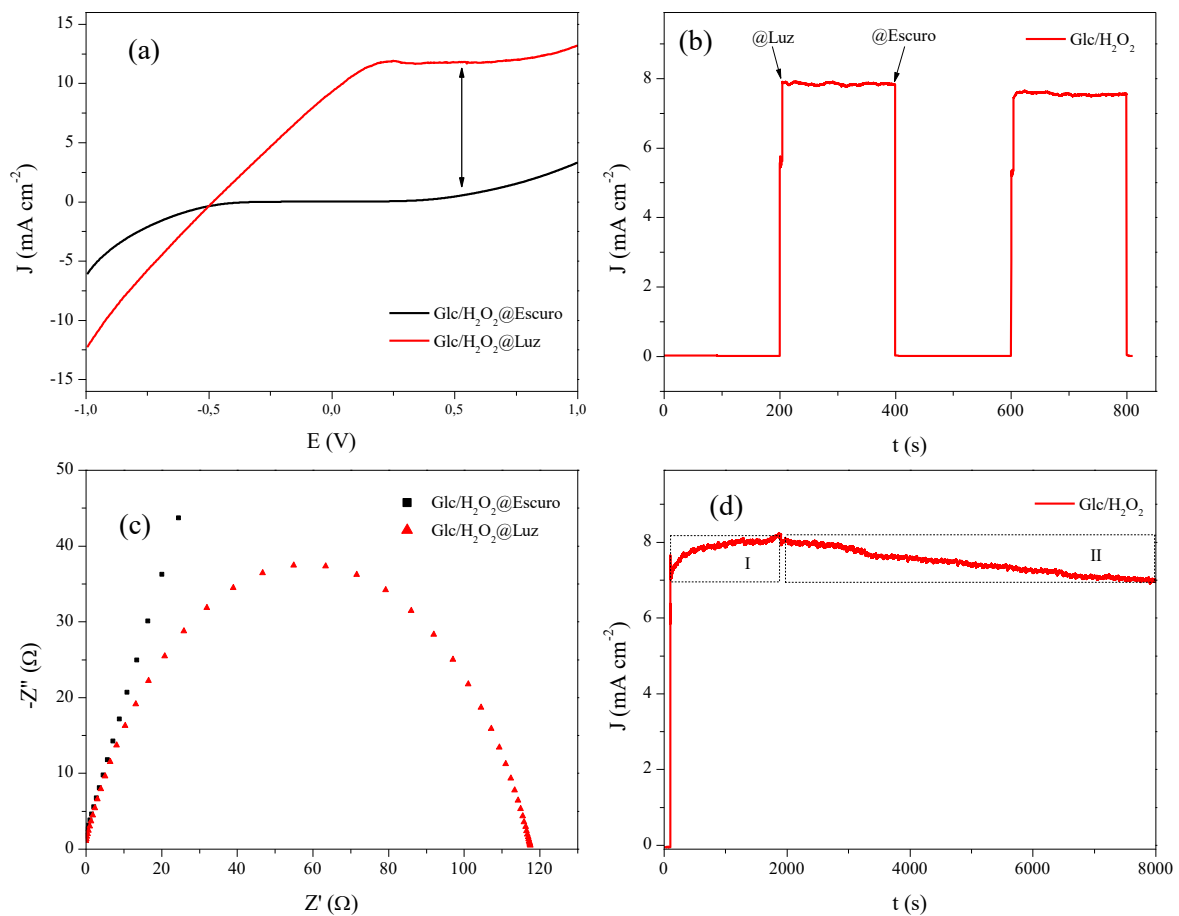 (a)
15
10
5
0
-5
-10
-15
J (mA cm⁻²)
-1,0 -0,5 0,0 0,5 1,0
E (V)
Glc/H₂O₂@Escuro
Glc/H₂O₂@Luz
(b)
@Luz
@Escuro
Glc/H₂O₂
8
6
4
2
0
J (mA cm⁻²)
0 200 400 600 800
t (s)
(c)
Glc/H₂O₂@Escuro
Glc/H₂O₂@Luz
50
40
30
20
10
0
-Z" (Ω)
0 20 40 60 80 100 120
Z' (Ω)
(d)
Glc/H₂O₂
I
II
8
6
4
2
0
J (mA cm⁻²)
0 2000 4000 6000 8000
t (s)